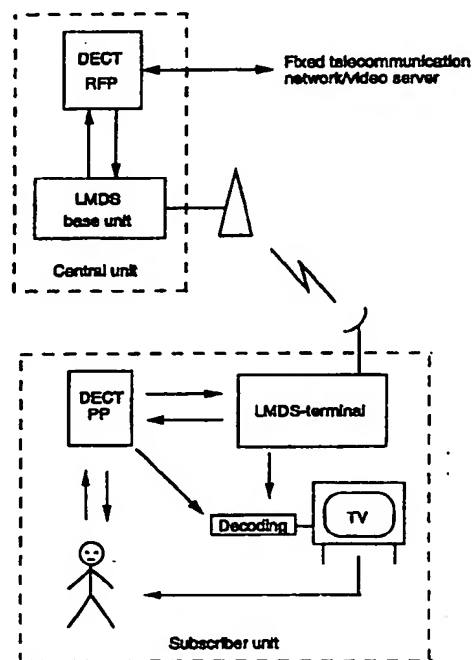 DECT
RFP
Fixed telecommunication
network/video server
LMDS
base unit
Central unit
DECT
PP
LMDS-terminal
Decoding
TV
Subscriber unit